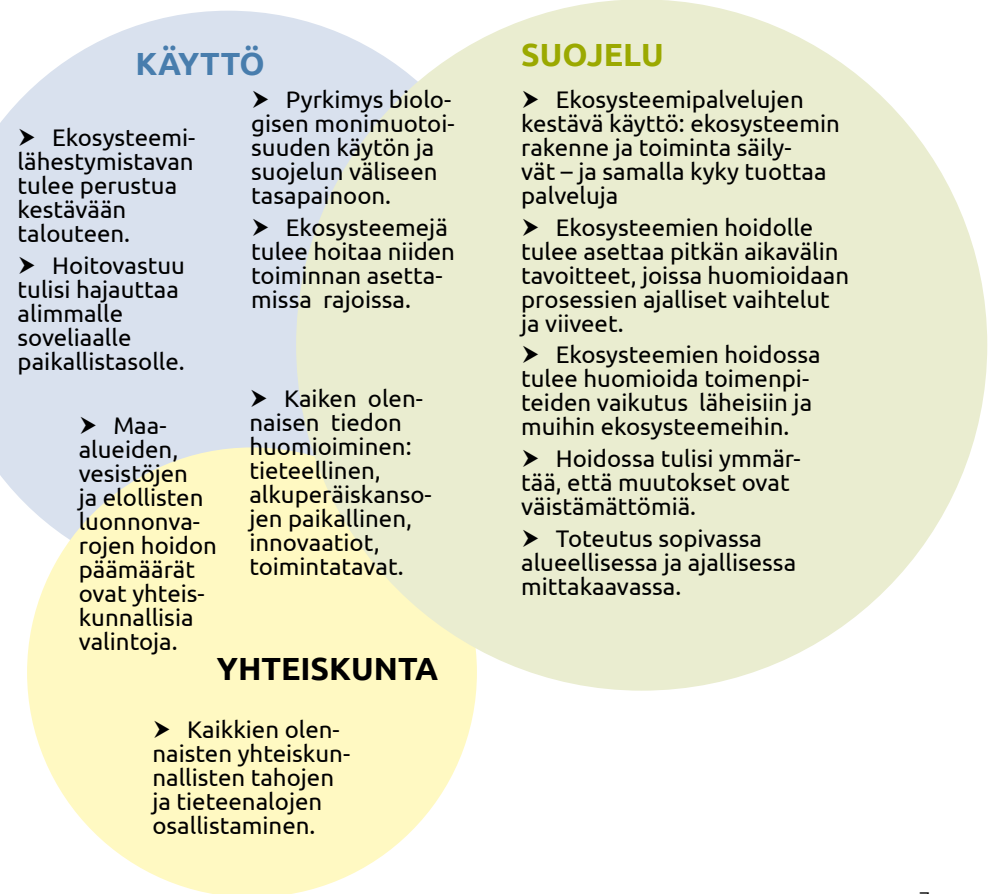 KÄYTTÖ
➤ Ekosysteemi-
lähestymistavan
tulee perustua
kestävään
talouteen.
➤ Hoitovastuu
tulisi hajauttaa
alimmalle
soveliaalle
paikallistasolle.
➤ Pyrkimys biolo-
gisen monimuotoi-
suuden käytön ja
suojelun väliseen
tasapainoon.
➤ Ekosysteemejä
tulee hoitaa niiden
toiminnan asetta-
missa rajoissa.
SUOJELU
➤ Ekosysteemipalvelujen
kestävä käyttö: ekosysteemin
rakenne ja toiminta säily-
vät – ja samalla kyky tuottaa
palveluja
➤ Ekosysteemien hoidolle
tulee asettaa pitkän aikavälin
tavoitteet, joissa huomioidaan
prosessien ajalliset vaihtelut
ja viiveet.
➤ Ekosysteemien hoidossa
tulee huomioida toimenpi-
teiden vaikutus läheisiin ja
muihin ekosysteemeihin.
➤ Hoidossa tulisi ymmär-
tää, että muutokset ovat
väistämättömiä.
➤ Toteutus sopivassa
alueellisessa ja ajallisessa
mittakaavassa.
➤ Maa-
alueiden,
vesistöjen
ja elollisten
luonnonva-
rojen hoidon
päämäärät
ovat yhteis-
kunnallisia
valintoja.
➤ Kaiken olen-
naisen tiedon
huomioiminen:
tieteellinen,
alkuperäiskanso-
jen paikallinen,
innovaatiot,
toimintatavat.
YHTEISKUNTA
➤ Kaikkien olen-
naisten yhteiskun-
nallisten tahojen
ja tieteenalojen
osallistaminen.